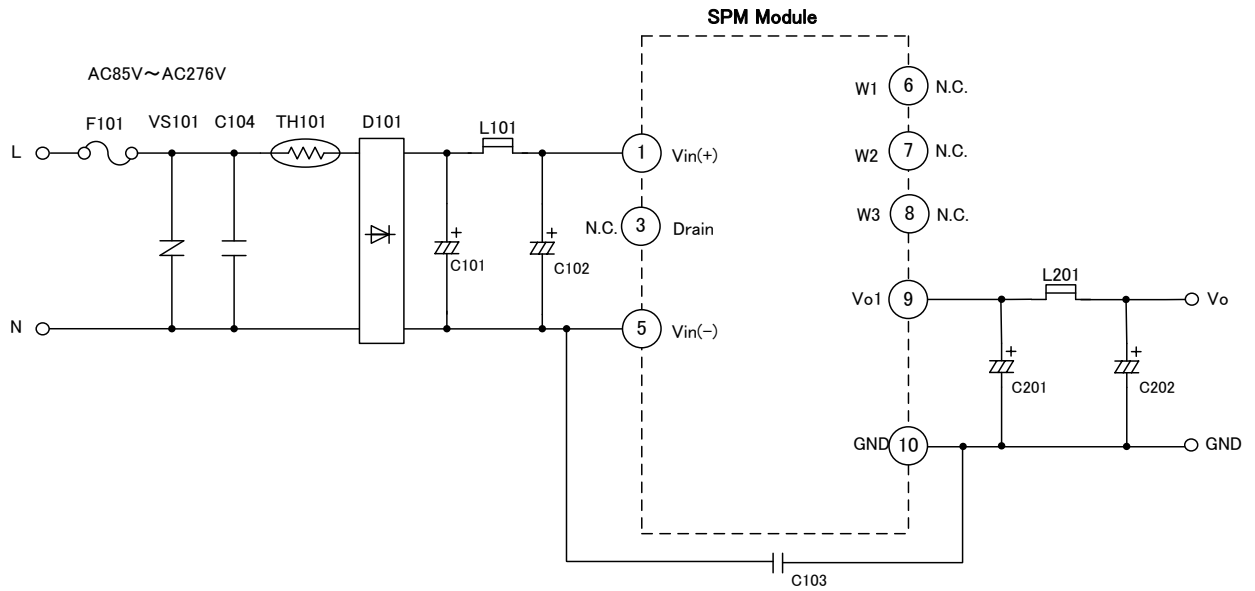 SPM Module
AC85V～AC276V
W1 6 N.C.
F101 VS101 C104 TH101 D101 L101
L
1 Vin(+)
W2 7 N.C.
W3 8 N.C.
N.C. 3 Drain
+
C101
+
C102
L201
Vo1 9
Vo
N
5 Vin(-)
+
C201
+
C202
GND 10
GND
C103